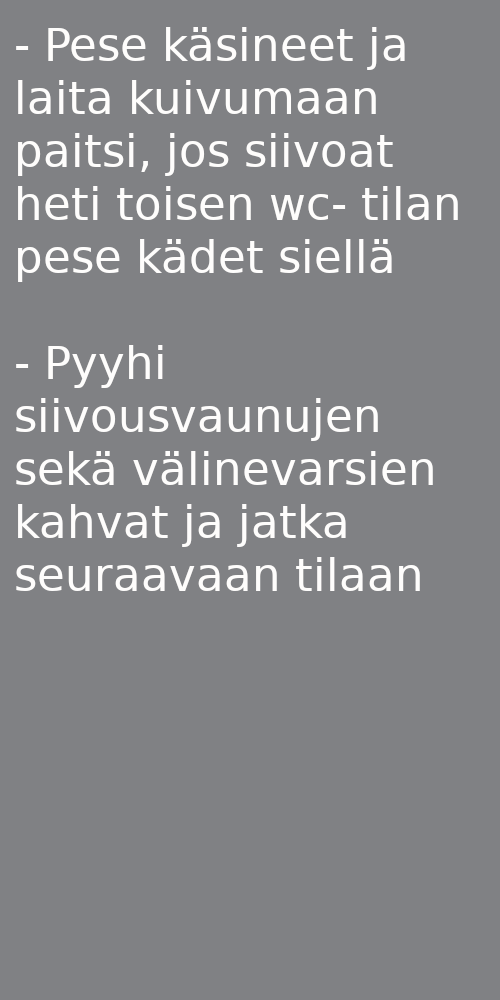 - Pese käsineet ja
laita kuivumaan
paitsi, jos siivoat
heti toisen wc- tilan
pese kädet siellä
- Pyyhi
siivousvaunujen
sekä välinevarsien
kahvat ja jatka
seuraavaan tilaan